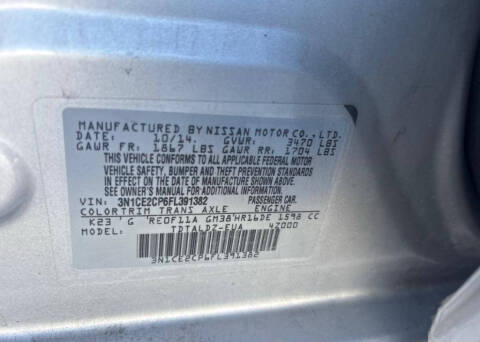 MANUFACTURED BY NISSAN MOTOR CO., LTD.
DATE: 10/14. GVWR: 3470 LBS
GAWR FR: 1867 LBS GAWR RR: 1704 LBS
THIS VEHICLE CONFORMS TO ALL APPLICABLE FEDERAL MOTOR
VEHICLE SAFETY, BUMPER AND THEFT PREVENTION STANDARDS
IN EFFECT ON THE DATE OF MANUFACTURE SHOWN ABOVE.
SEE OWNER'S MANUAL FOR ADDITIONAL INFORMATION.
VIN: 3N1CE2CP6FL391382 PASSENGER CAR
COLOR TRIM TRANS AXLE ENGINE
K23 G RE0F11A GM38 HR16DE 1598 CC
MODEL: TDTALDZ-EUA 4Z000
3N1CE2CP6FL391382